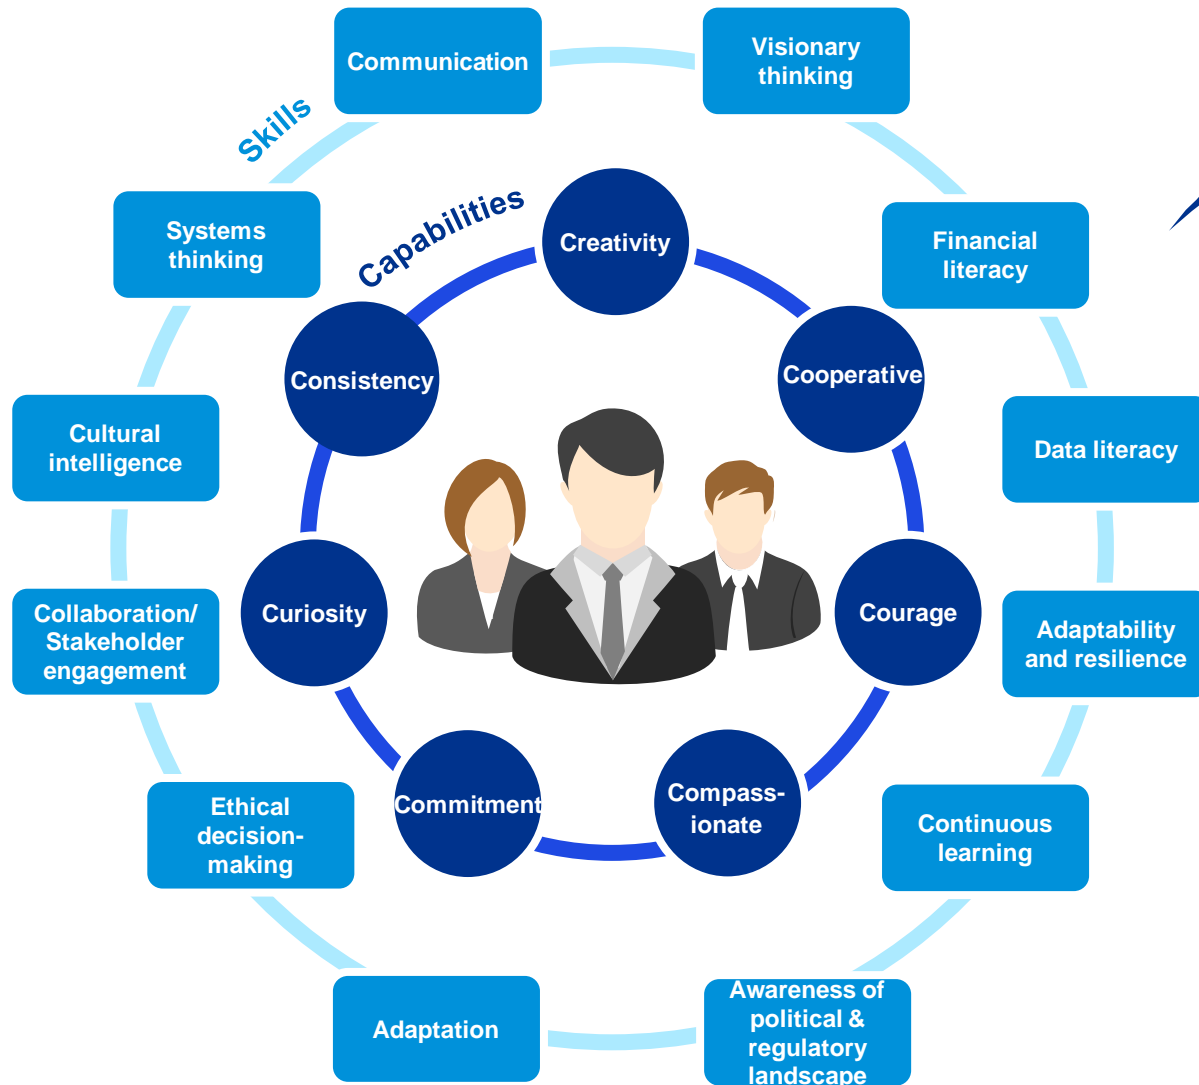 Communication
Visionary
thinking
Skills
Systems
thinking
Capabilities
Creativity
Financial
literacy
Consistency
Cooperative
Cultural
intelligence
Data literacy
Collaboration/
Stakeholder
engagement
Curiosity
Courage
Adaptability
and resilience
Ethical
decision-
making
Commitment
Compass-
ionate
Continuous
learning
Adaptation
Awareness of
political &
regulatory
landscape